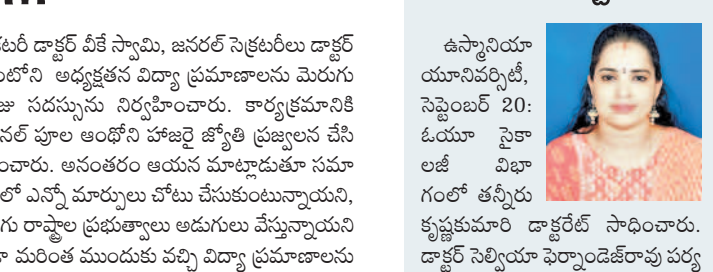 డాక్టర్ వీకే స్వామి, జనరల్ సెక్రటరీలు డాక్టర్
అధ్యక్షతన విద్యా ప్రమాణాలను మెరుగు
సదస్సును నిర్వహించారు. కార్యక్రమానికి
పూల ఆంథోని హాజరై జ్యోతి ప్రజ్వలన చేసి
అనంతరం ఆయన మాట్లాడుతూ సమా
లో ఎన్నో మార్పులు చోటు చేసుకుంటున్నాయని,
రాష్ట్రాల ప్రభుత్వాలు అడుగులు వేస్తున్నాయని
మరింత ముందుకు వచ్చి విద్యా ప్రమాణాలను
ఉస్మానియా
యూనివర్సిటీ,
సెప్టెంబర్ 20:
ఓయూ సైకా
లజీ విభా
గంలో తన్నీరు
కృష్ణకుమారి డాక్టరేట్ సాధించారు.
డాక్టర్ సెల్వియా ఫెర్నాండెజ్‌రావు పర్య